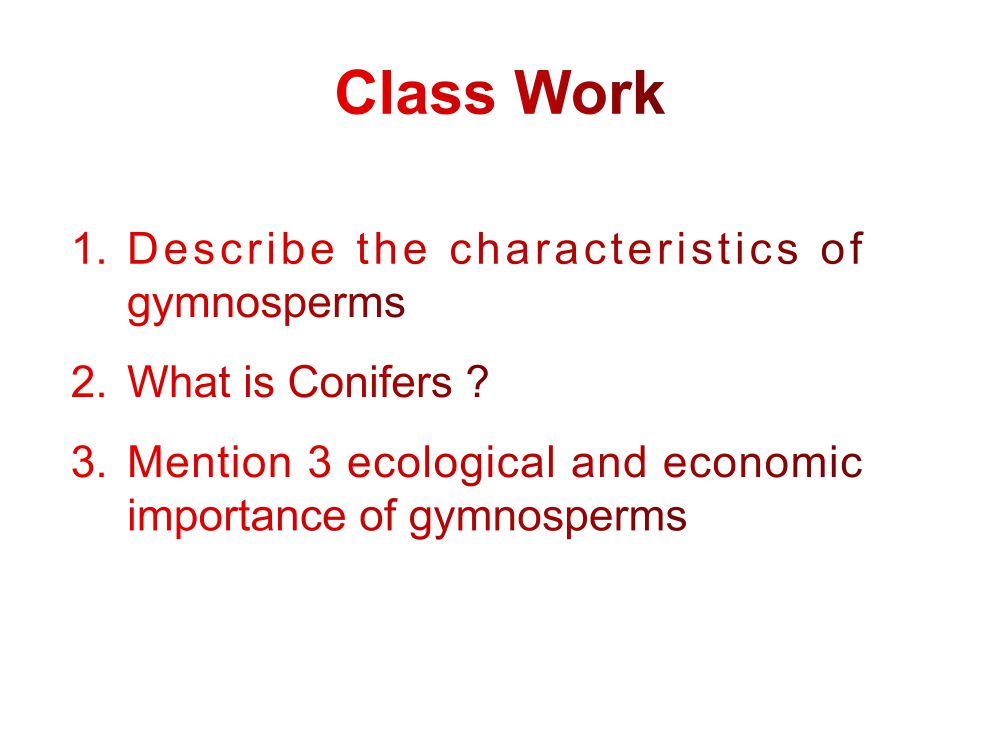 Class Work
1. Describe the characteristics of
gymnosperms
2. What is Conifers ?
3. Mention 3 ecological and economic
importance of gymnosperms